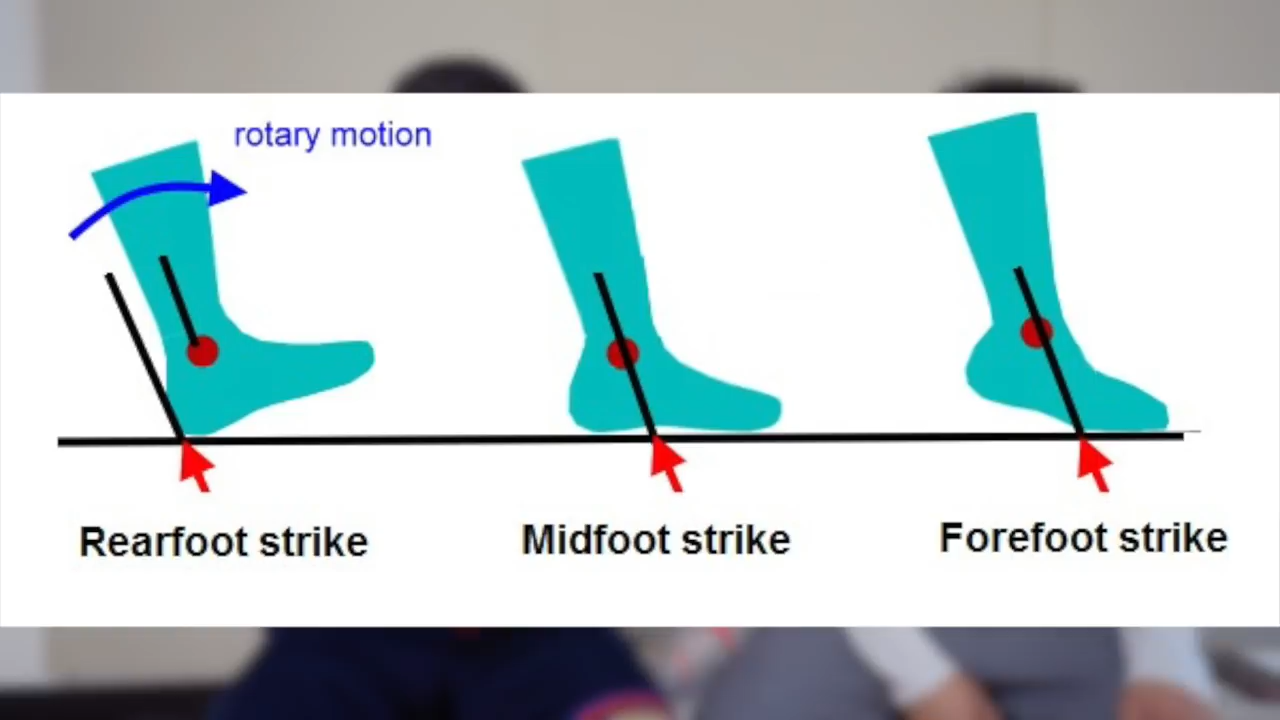 rotary motion
Rearfoot strike
Midfoot strike
Forefoot strike